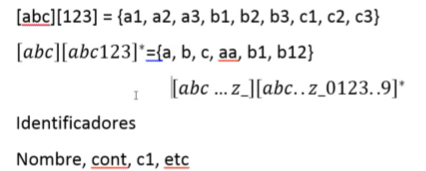 [abc][123] = {a1, a2, a3, b1, b2, b3, c1, c2, c3}
[abc][abc123]*={a, b, c, aa, b1, b12}
[abc … z_][abc..z_0123..9]*
Identificadores
Nombre, cont, c1, etc